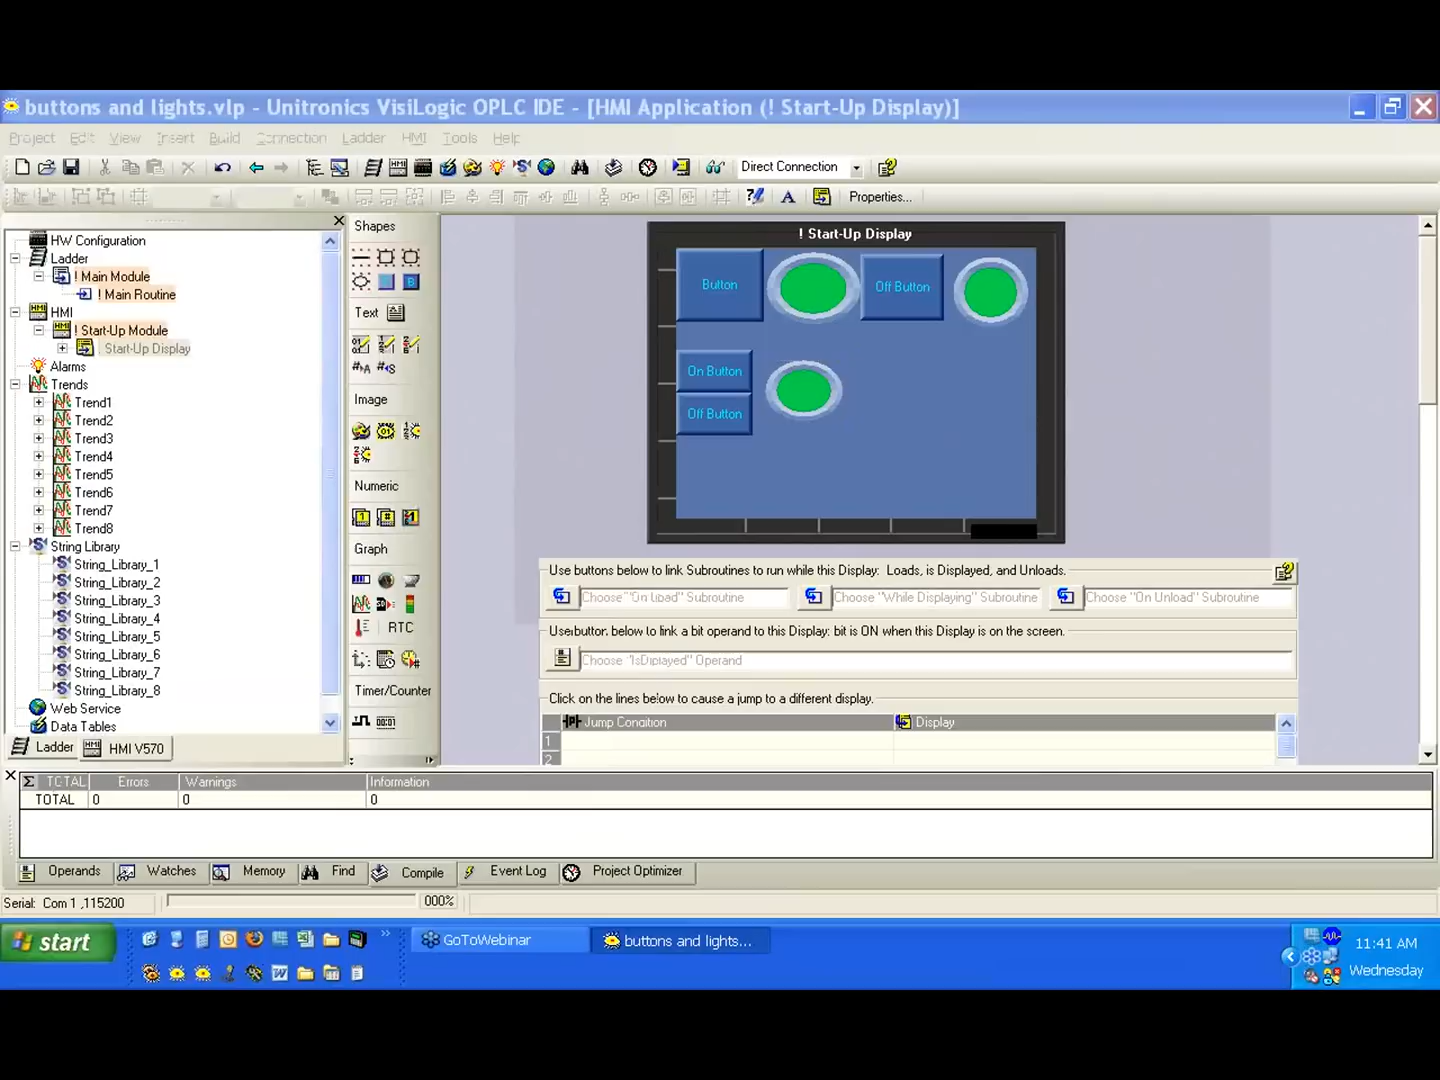 buttons and lights.vlp - Unitronics VisiLogic OPLC IDE - [HMI Application (! Start-Up Display)]
Project Edit View Insert Build Connection Ladder HMI Tools Help
Direct Connection
Properties...
HW Configuration
Ladder
! Main Module
! Main Routine
HMI
! Start-Up Module
Start-Up Display
Alarms
Trends
Trend1
Trend2
Trend3
Trend4
Trend5
Trend6
Trend7
Trend8
String Library
String_Library_1
String_Library_2
String_Library_3
String_Library_4
String_Library_5
String_Library_6
String_Library_7
String_Library_8
Web Service
Data Tables
Ladder HMI V570
Shapes
Text
Image
Numeric
Graph
RTC
Timer/Counter
! Start-Up Display
Button Off Button
On Button
Off Button
Use buttons below to link Subroutines to run while this Display: Loads, is Displayed, and Unloads.
Choose "On Load" Subroutine Choose "While Displaying" Subroutine Choose "On Unload" Subroutine
Use button below to link a bit operand to this Display: bit is ON when this Display is on the screen.
Choose "IsDisplayed" Operand
Click on the lines below to cause a jump to a different display.
Jump Condition Display
1
2
Σ TOTAL Errors Warnings Information
TOTAL 0 0 0
Operands Watches Memory Find Compile Event Log Project Optimizer
Serial: Com 1 ,115200 000%
start GoToWebinar buttons and lights... 11:41 AM
Wednesday